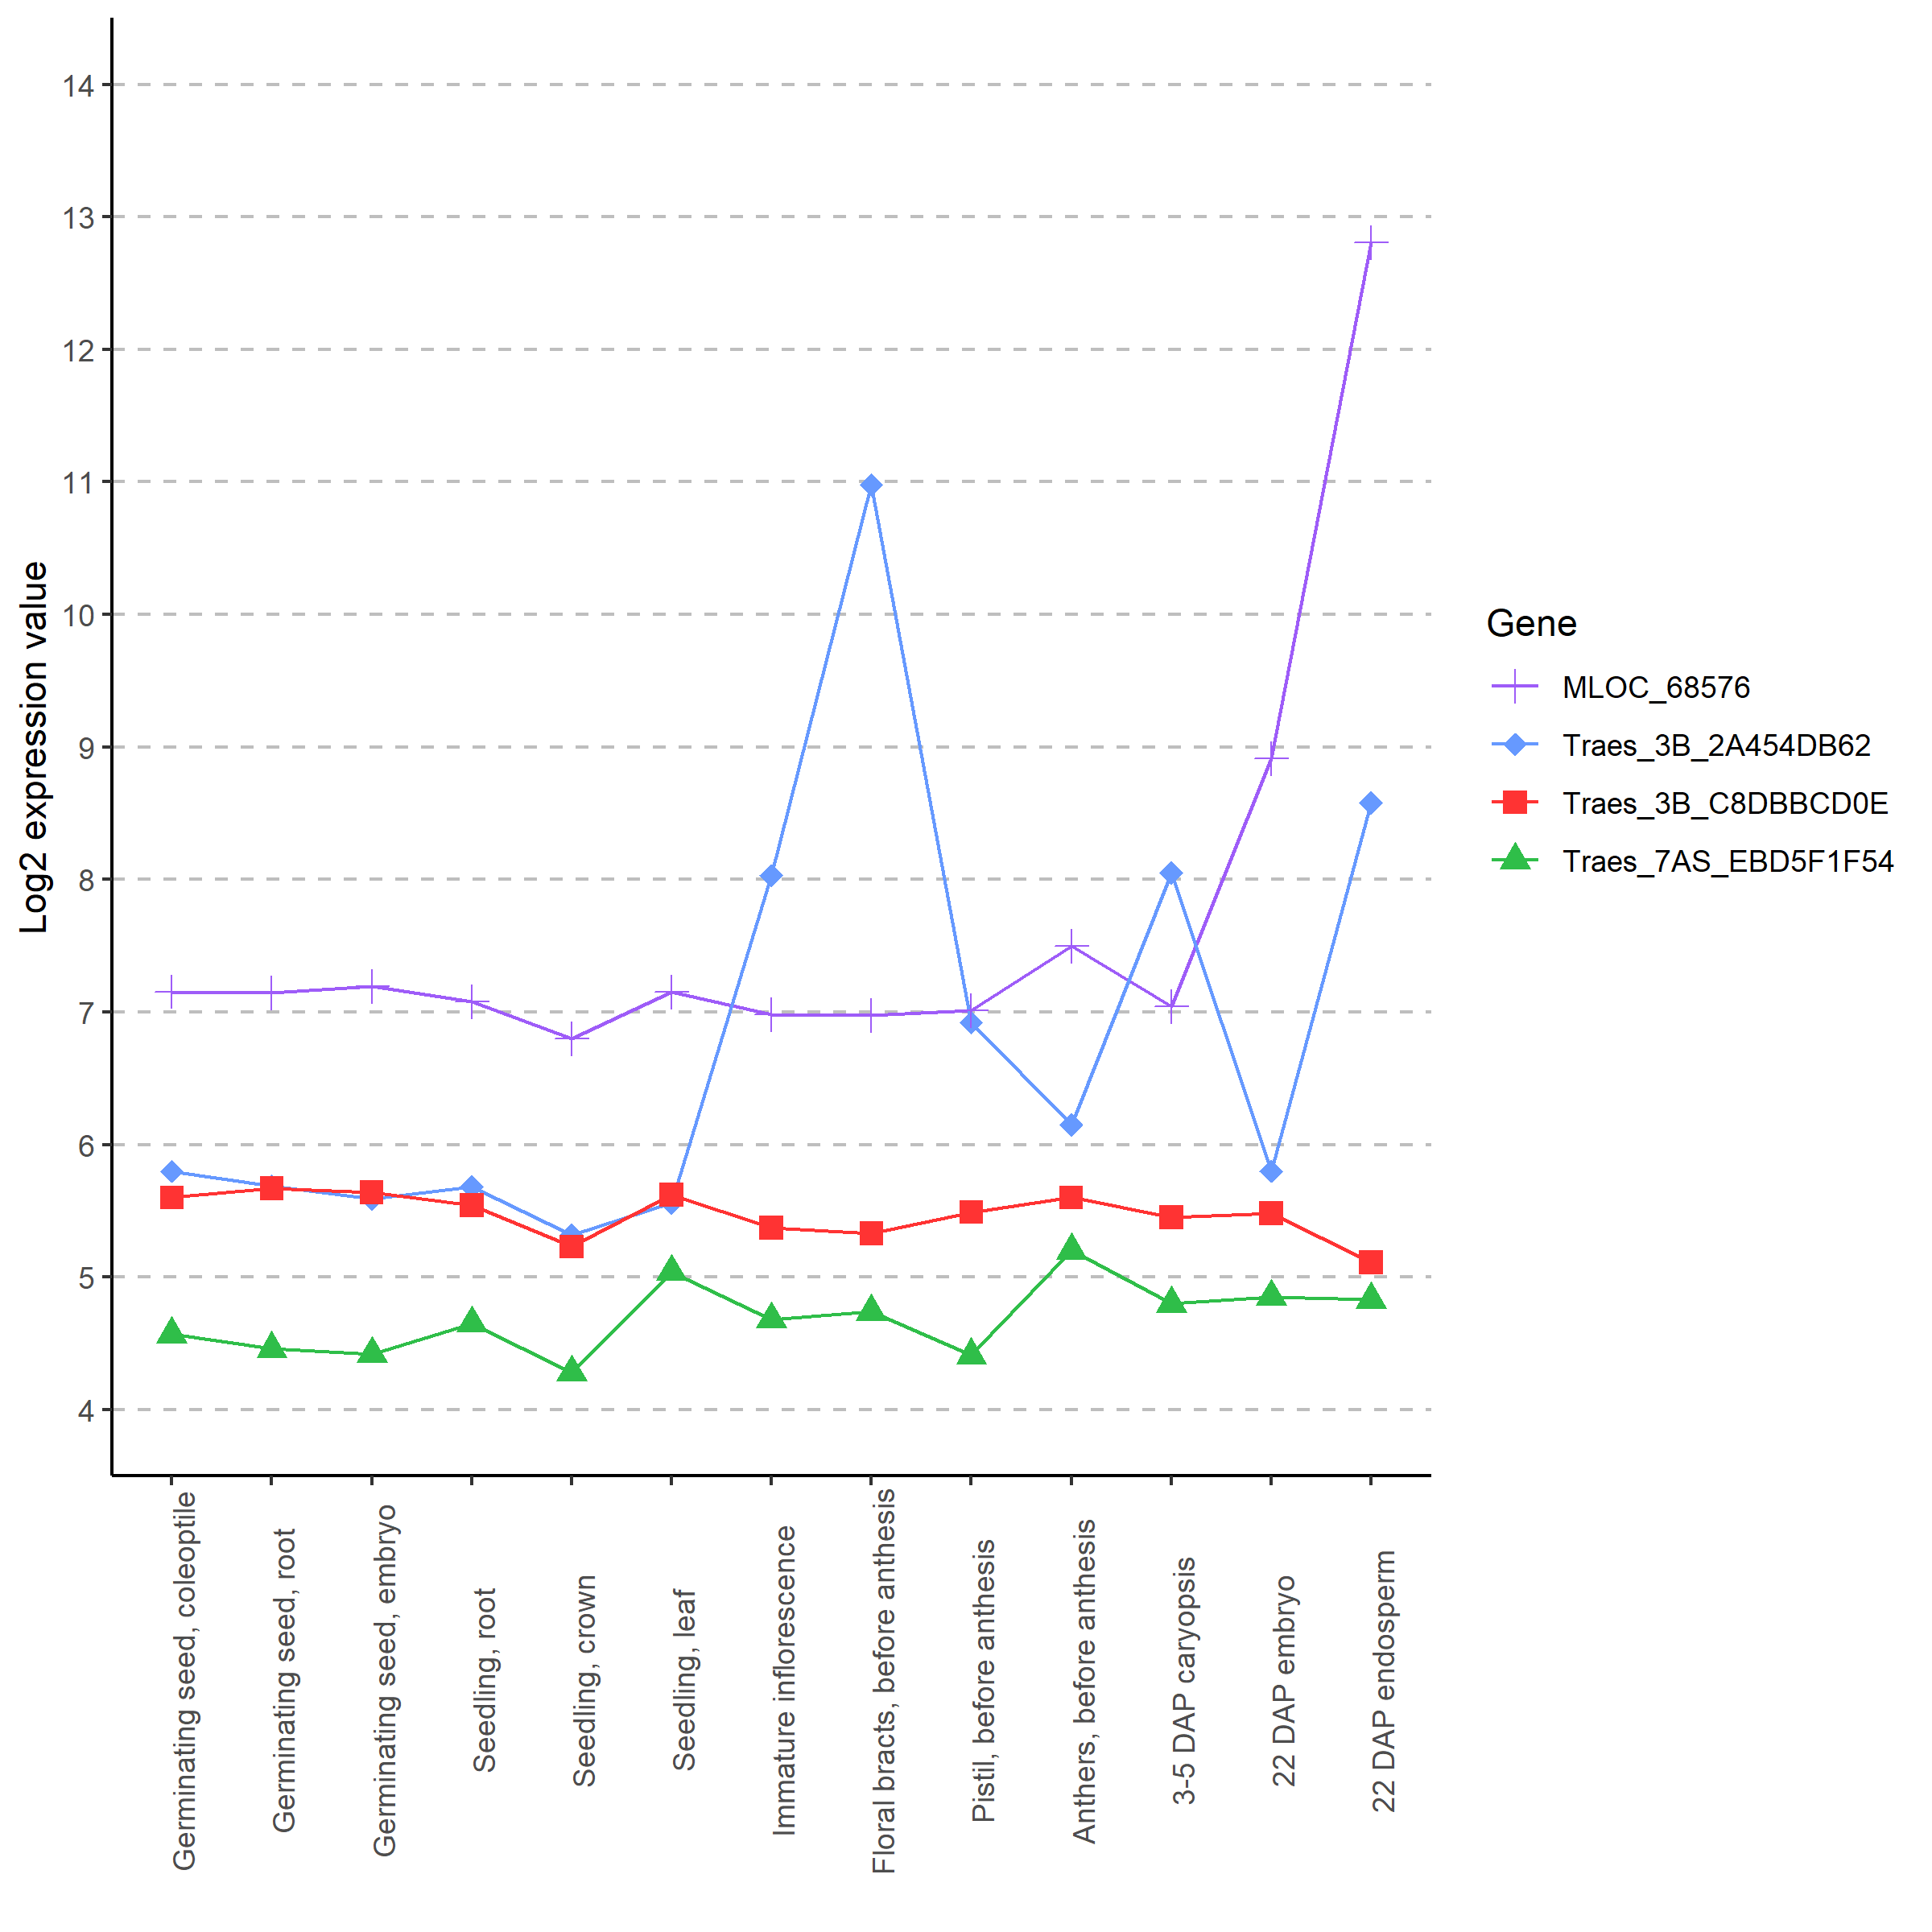 14
13
12
11
10
9
8
7
6
5
4
Log2 expression value
Germinating seed, coleoptile
Germinating seed, root
Germinating seed, embryo
Seedling, root
Seedling, crown
Seedling, leaf
Immature inflorescence
Floral bracts, before anthesis
Pistil, before anthesis
Anthers, before anthesis
3-5 DAP caryopsis
22 DAP embryo
22 DAP endosperm
Gene
MLOC_68576
Traes_3B_2A454DB62
Traes_3B_C8DBBCD0E
Traes_7AS_EBD5F1F54